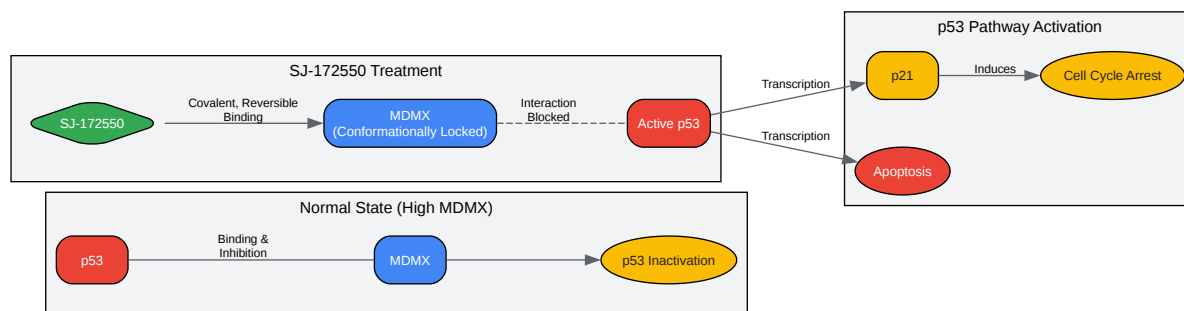 p53 Pathway Activation
SJ-172550 Treatment
SJ-172550
Covalent, Reversible
Binding
MDMX
(Conformationally Locked)
Interaction
Blocked
Active p53
Transcription
Transcription
p21
Induces
Cell Cycle Arrest
Apoptosis
Normal State (High MDMX)
p53
Binding &
Inhibition
MDMX
p53 Inactivation